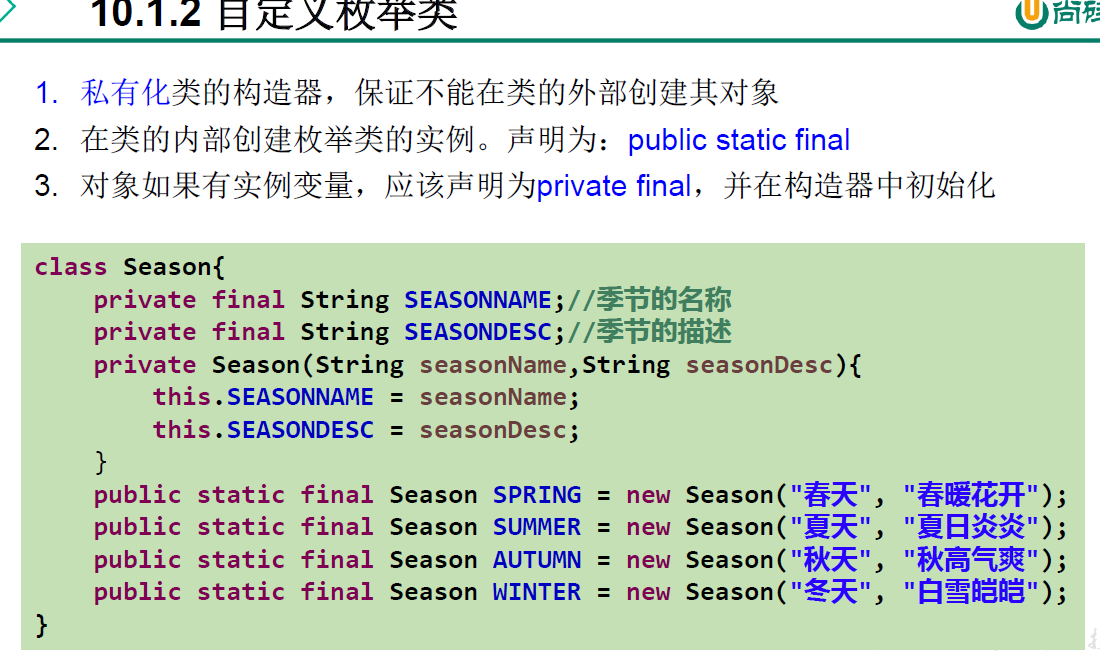 10.1.2 自定义枚举类
尚硅
1. 私有化类的构造器，保证不能在类的外部创建其对象
2. 在类的内部创建枚举类的实例。声明为：public static final
3. 对象如果有实例变量，应该声明为private final，并在构造器中初始化
class Season{
private final String SEASONNAME;//季节的名称
private final String SEASONDESC;//季节的描述
private Season(String seasonName,String seasonDesc){
this.SEASONNAME = seasonName;
this.SEASONDESC = seasonDesc;
}
public static final Season SPRING = new Season("春天", "春暖花开");
public static final Season SUMMER = new Season("夏天", "夏日炎炎");
public static final Season AUTUMN = new Season("秋天", "秋高气爽");
public static final Season WINTER = new Season("冬天", "白雪皑皑");
}